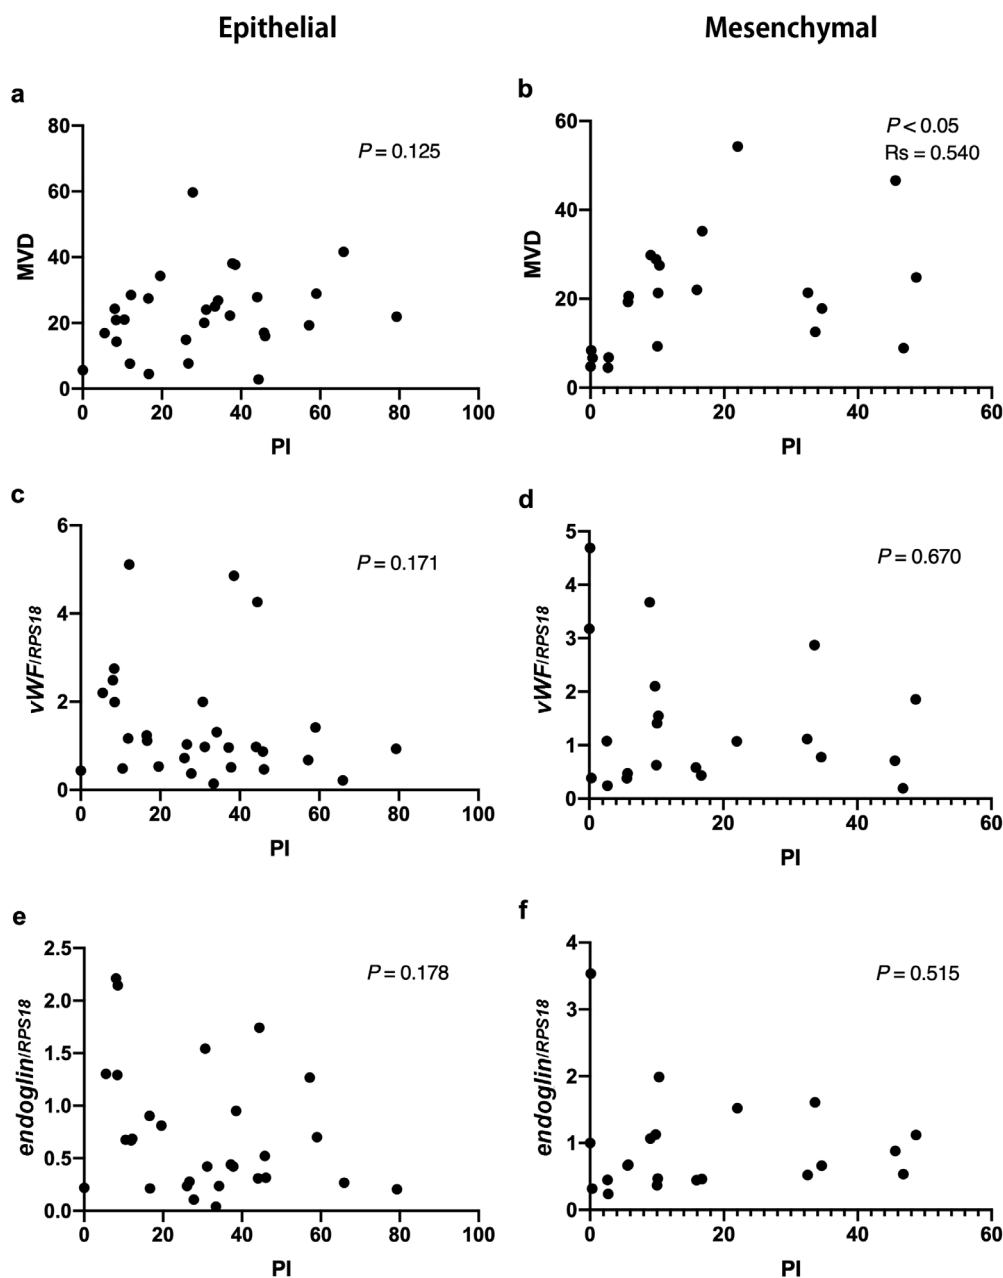 Epithelial
Mesenchymal
a
80
60
40
20
0
MVD
P = 0.125
0 20 40 60 80 100
PI
b
60
40
20
0
MVD
P < 0.05
Rs = 0.540
0 20 40 60
PI
c
6
4
2
0
vWF/RPS18
P = 0.171
0 20 40 60 80 100
PI
d
5
4
3
2
1
0
vWF/RPS18
P = 0.670
0 20 40 60
PI
e
2.5
2.0
1.5
1.0
0.5
0.0
endoglin/RPS18
P = 0.178
0 20 40 60 80 100
PI
f
4
3
2
1
0
endoglin/RPS18
P = 0.515
0 20 40 60
PI